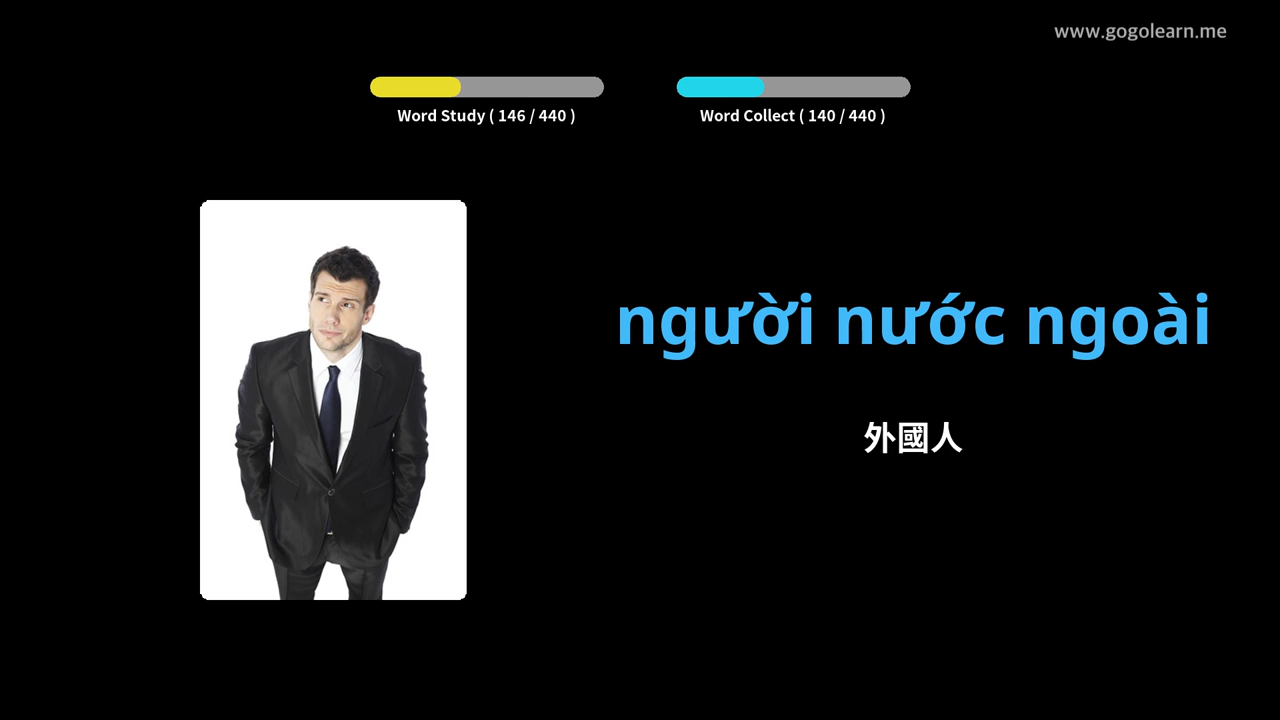 www.gogolearn.me
Word Study ( 146 / 440 )
Word Collect ( 140 / 440 )
người nước ngoài
外國人